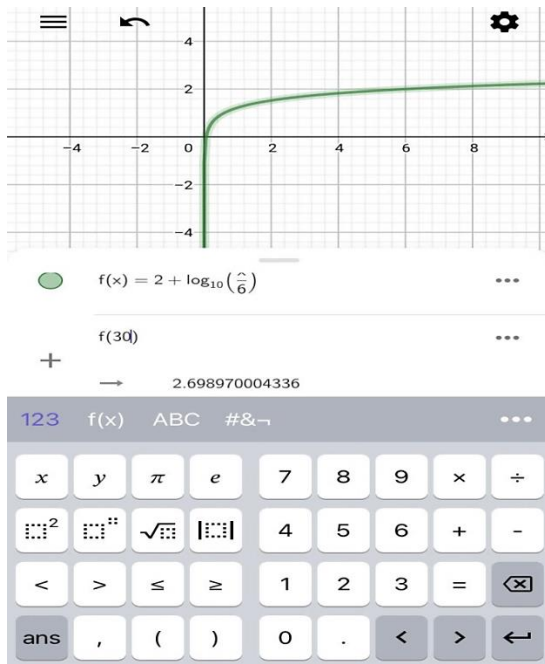 4
2
-4 -2 0 2 4 6 8
-2
-4
f(x) = 2 + log₁₀(^/6)
f(30)
+
→ 2.698970004336
123 f(x) ABC #&¬
x y π e 7 8 9 × ÷
² √ | | 4 5 6 + -
< > ≤ ≥ 1 2 3 =
ans , ( ) 0 . < >